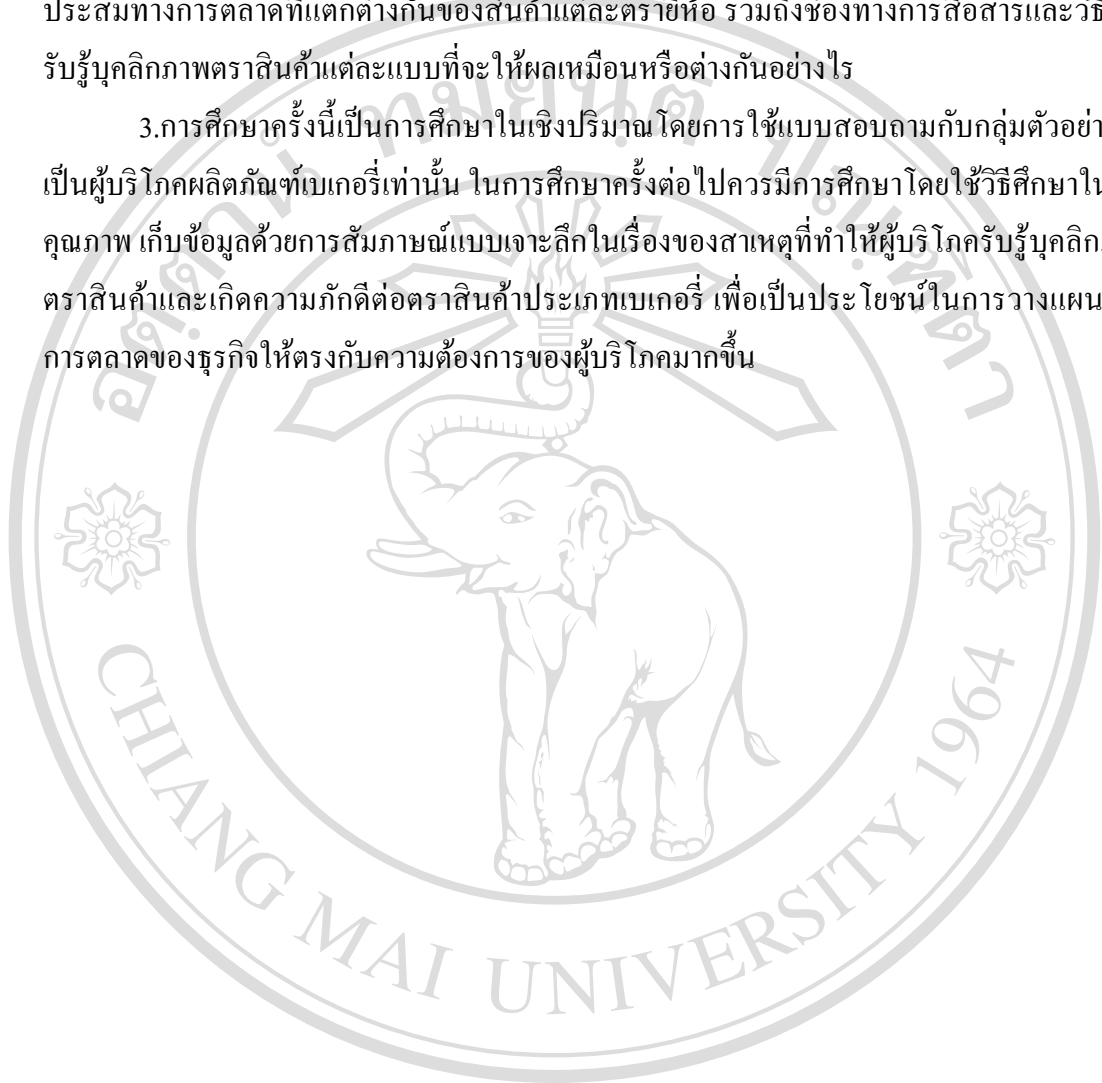 ประสมทางการตลาดที่แตกต่างกันของสินค้าแต่ละตรายี่ห้อ รวมถึงช่องทางการสื่อสารและวิธี
รับรู้บุคลิกภาพตราสินค้าแต่ละแบบที่จะให้ผลเหมือนหรือต่างกันอย่างไร
3.การศึกษาครั้งนี้เป็นการศึกษาในเชิงปริมาณโดยการใช้แบบสอบถามกับกลุ่มตัวอย่า
เป็นผู้บริโภคผลิตภัณฑ์เบเกอรี่เท่านั้น ในการศึกษาครั้งต่อไปควรมีการศึกษาโดยใช้วิธีศึกษาใน
คุณภาพ เก็บข้อมูลด้วยการสัมภาษณ์แบบเจาะลึกในเรื่องของสาเหตุที่ทำให้ผู้บริโภครับรู้บุคลิก
ตราสินค้าและเกิดความภักดีต่อตราสินค้าประเภทเบเกอรี่ เพื่อเป็นประโยชน์ในการวางแผน
การตลาดของธุรกิจให้ตรงกับความต้องการของผู้บริโภคมากขึ้น
อตฺตานํ ทมยนฺติ ปณฺฑิตา
CHIANG MAI UNIVERSITY 1964